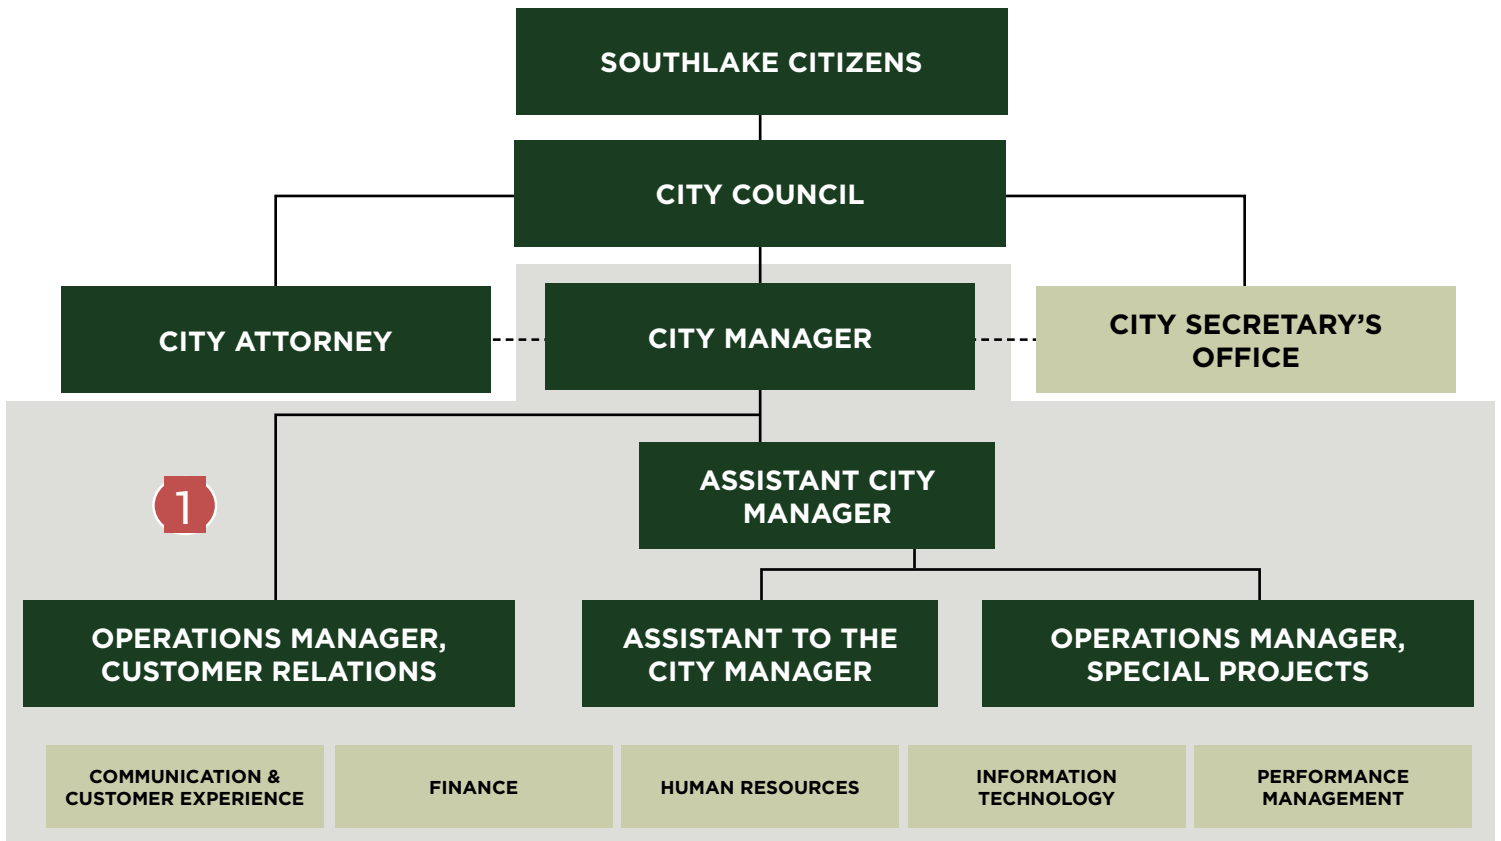 SOUTHLAKE CITIZENS
CITY COUNCIL
CITY ATTORNEY
CITY MANAGER
CITY SECRETARY’S
OFFICE
1
ASSISTANT CITY
MANAGER
OPERATIONS MANAGER,
CUSTOMER RELATIONS
ASSISTANT TO THE
CITY MANAGER
OPERATIONS MANAGER,
SPECIAL PROJECTS
COMMUNICATION &
CUSTOMER EXPERIENCE
FINANCE
HUMAN RESOURCES
INFORMATION
TECHNOLOGY
PERFORMANCE
MANAGEMENT